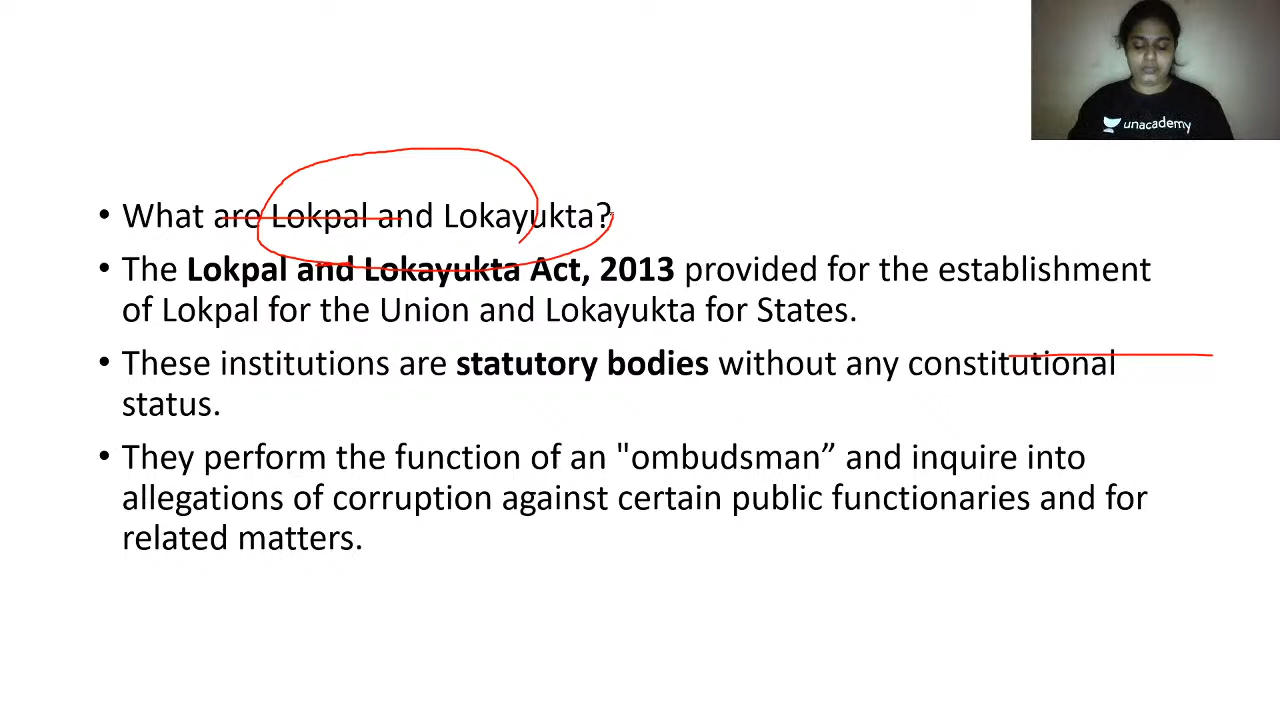 unacademy
• What are Lokpal and Lokayukta?
• The Lokpal and Lokayukta Act, 2013 provided for the establishment
of Lokpal for the Union and Lokayukta for States.
• These institutions are statutory bodies without any constitutional
status.
• They perform the function of an "ombudsman” and inquire into
allegations of corruption against certain public functionaries and for
related matters.